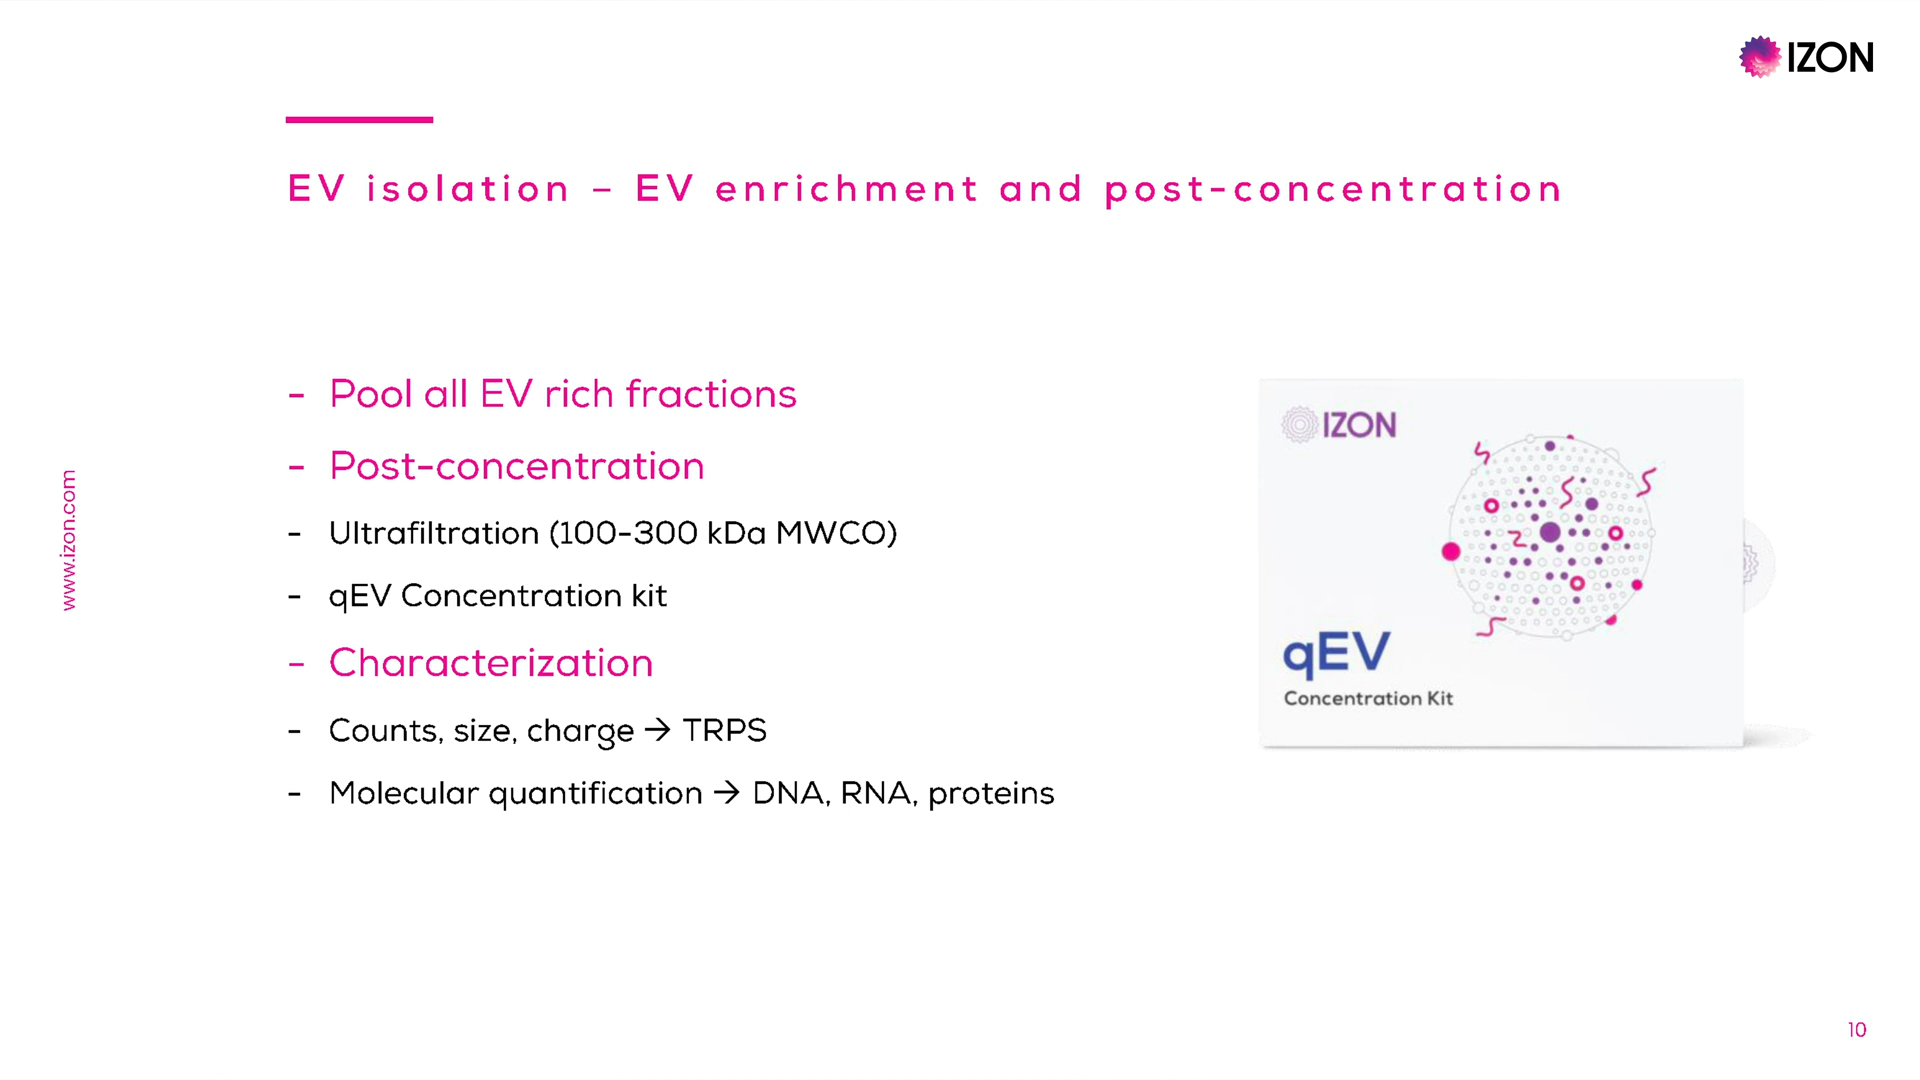 IZON
EV isolation – EV enrichment and post-concentration
- Pool all EV rich fractions
- Post-concentration
- Ultrafiltration (100-300 kDa MWCO)
- qEV Concentration kit
- Characterization
- Counts, size, charge → TRPS
- Molecular quantification → DNA, RNA, proteins
IZON
qEV
Concentration Kit
www.izon.com
10